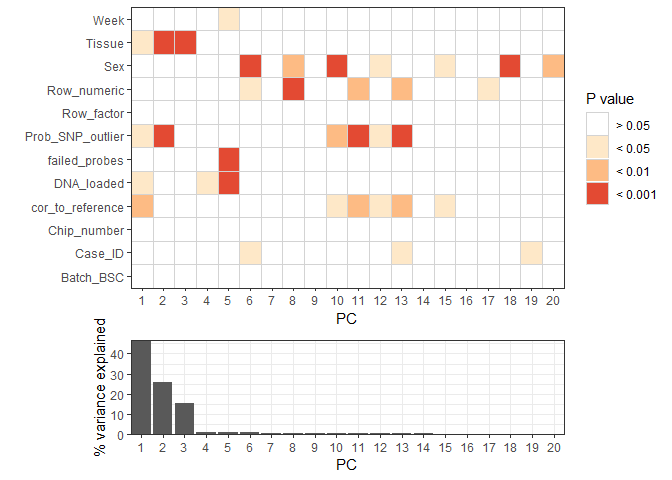 Week
Tissue
Sex
Row_numeric
Row_factor
Prob_SNP_outlier
failed_probes
DNA_loaded
cor_to_reference
Chip_number
Case_ID
Batch_BSC
1 2 3 4 5 6 7 8 9 10 11 12 13 14 15 16 17 18 19 20
PC
P value
> 0.05
< 0.05
< 0.01
< 0.001
% variance explained
40
30
20
10
0
1 2 3 4 5 6 7 8 9 10 11 12 13 14 15 16 17 18 19 20
PC